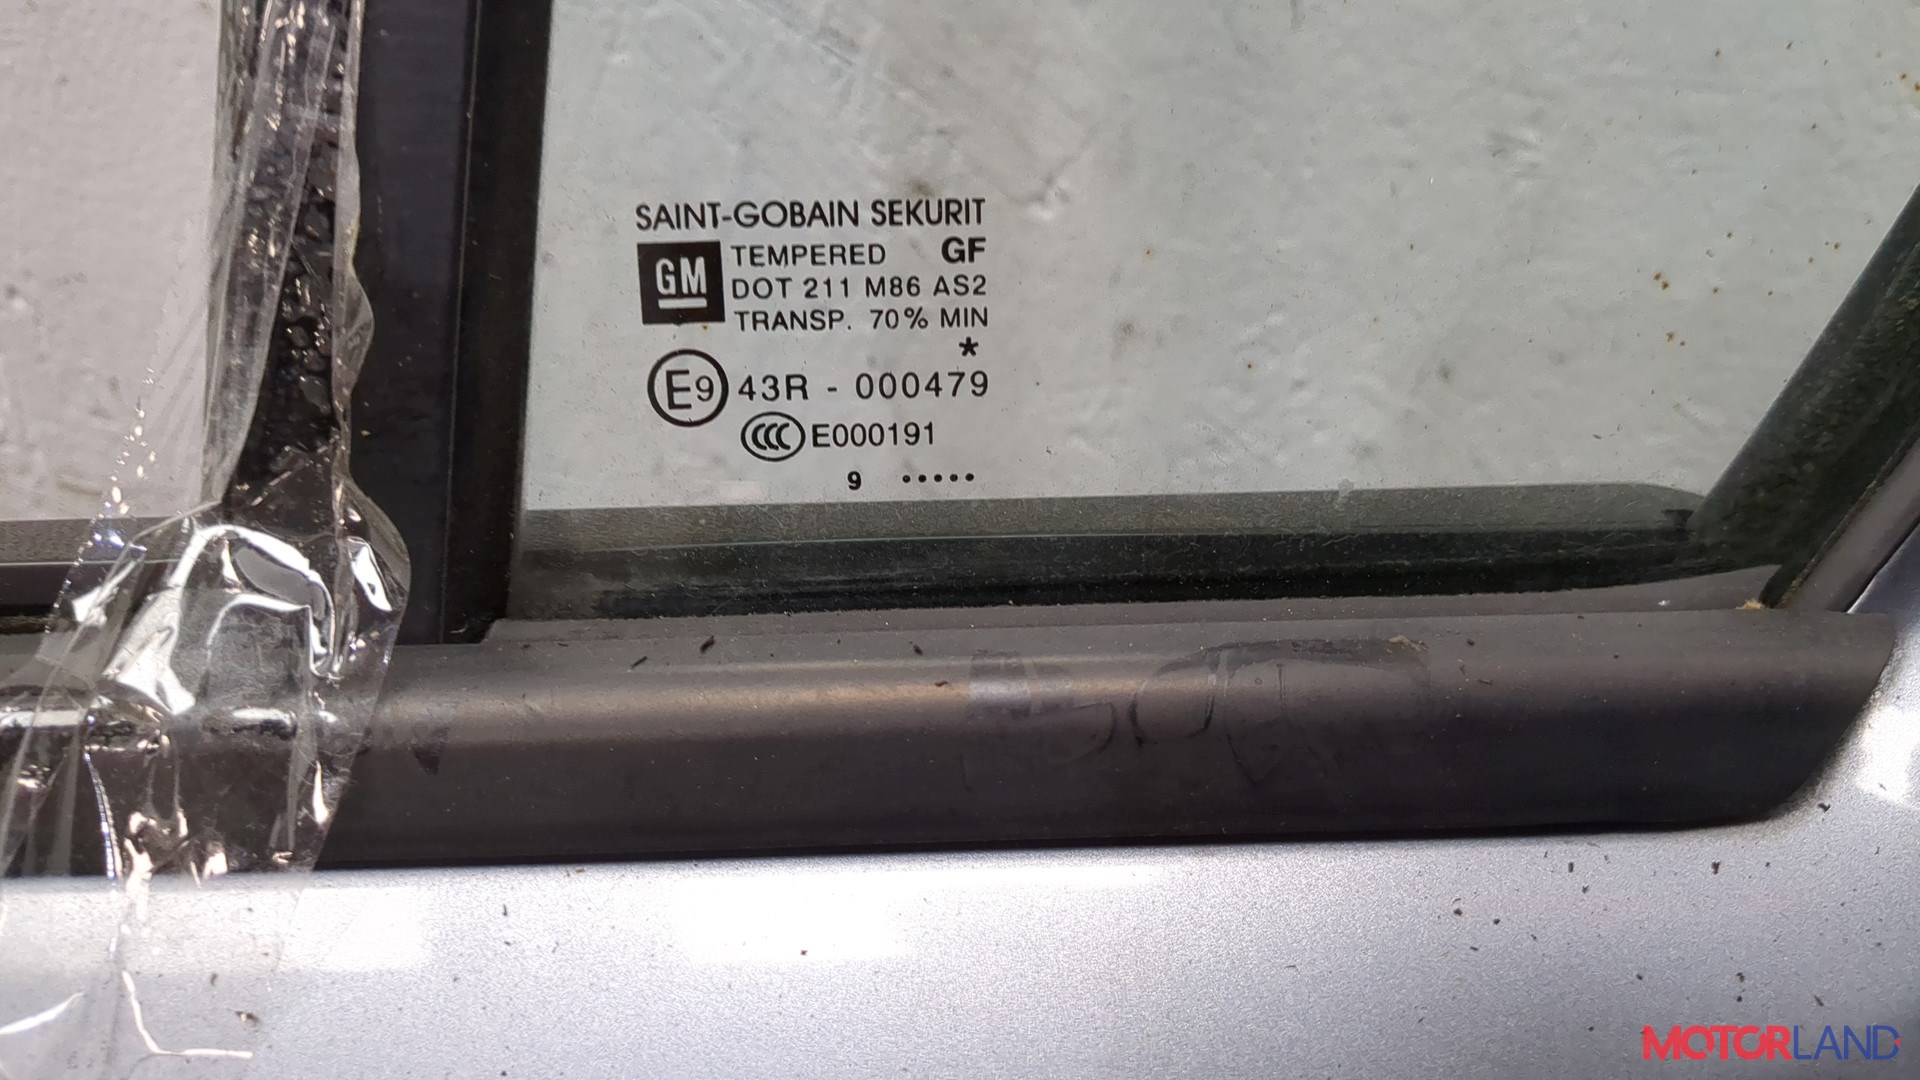 SAINT-GOBAIN SEKURIT
GM TEMPERED GF
DOT 211 M86 AS2
TRANSP. 70% MIN
*
E9 43R - 000479
CCC E000191
9 •••••
MOTORLAND